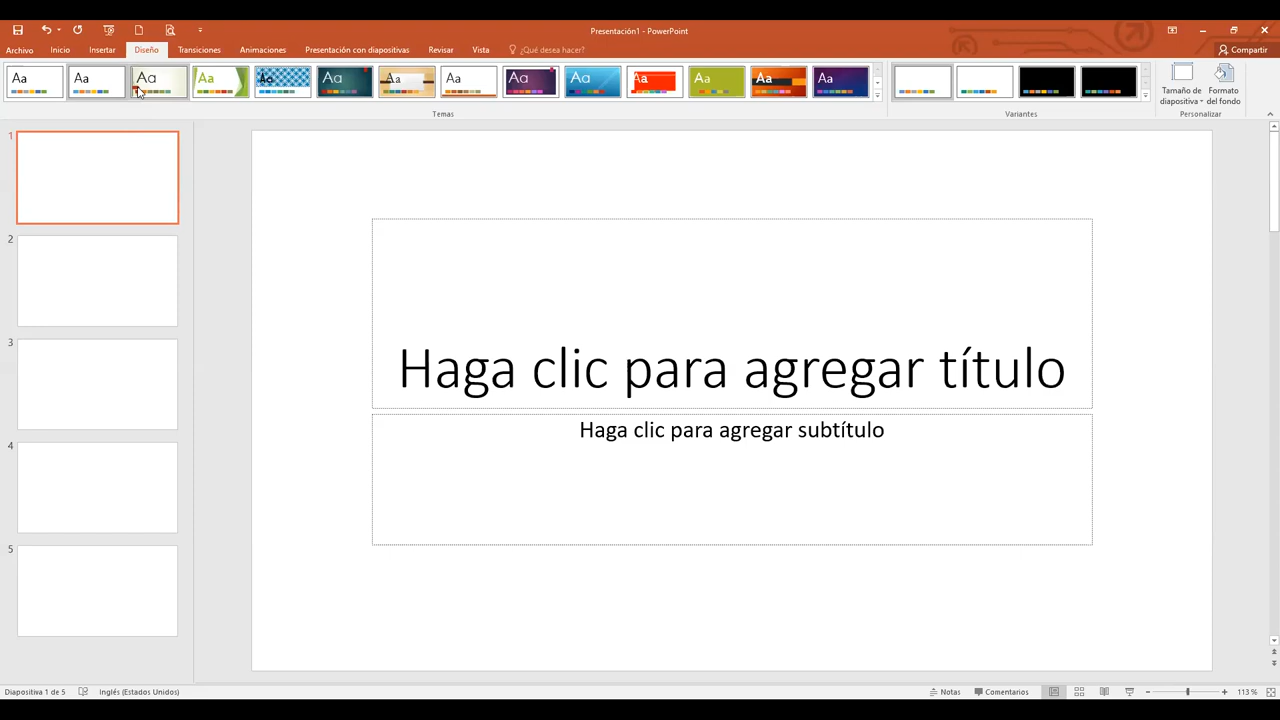 Presentación1 - PowerPoint
Archivo
Inicio
Insertar
Diseño
Transiciones
Animaciones
Presentación con diapositivas
Revisar
Vista
¿Qué desea hacer?
Compartir
Aa
Aa
Aa
Aa
Aa
Aa
Aa
Aa
Aa
Aa
Aa
Aa
Aa
Aa
Tamaño de
diapositiva
Formato
del fondo
Temas
Variantes
Personalizar
1
2
3
4
5
Haga clic para agregar título
Haga clic para agregar subtítulo
Diapositiva 1 de 5
Inglés (Estados Unidos)
Notas
Comentarios
113 %